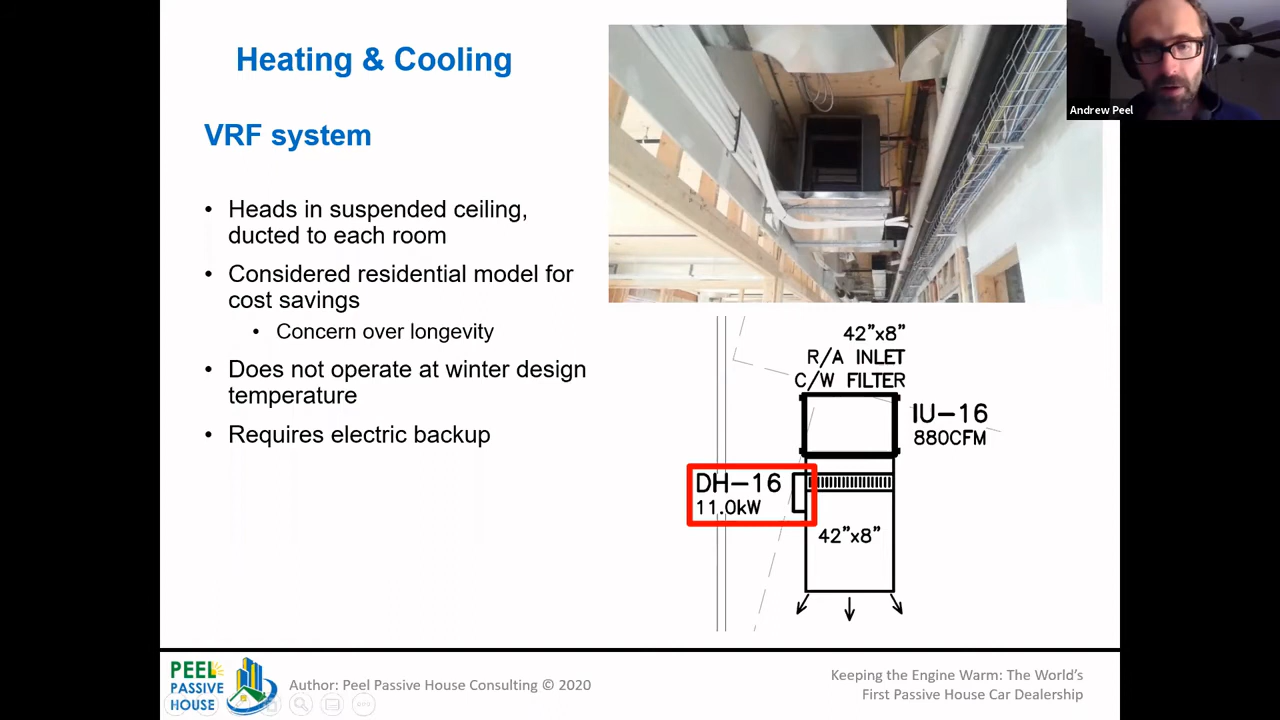 Heating & Cooling
VRF system
• Heads in suspended ceiling,
ducted to each room
• Considered residential model for
cost savings
• Concern over longevity
• Does not operate at winter design
temperature
• Requires electric backup
Andrew Peel
42”x8”
R/A INLET
C/W FILTER
IU-16
880CFM
DH-16
11.0kW
42”x8”
PEEL
PASSIVE
HOUSE
Author: Peel Passive House Consulting © 2020
Keeping the Engine Warm: The World’s
First Passive House Car Dealership